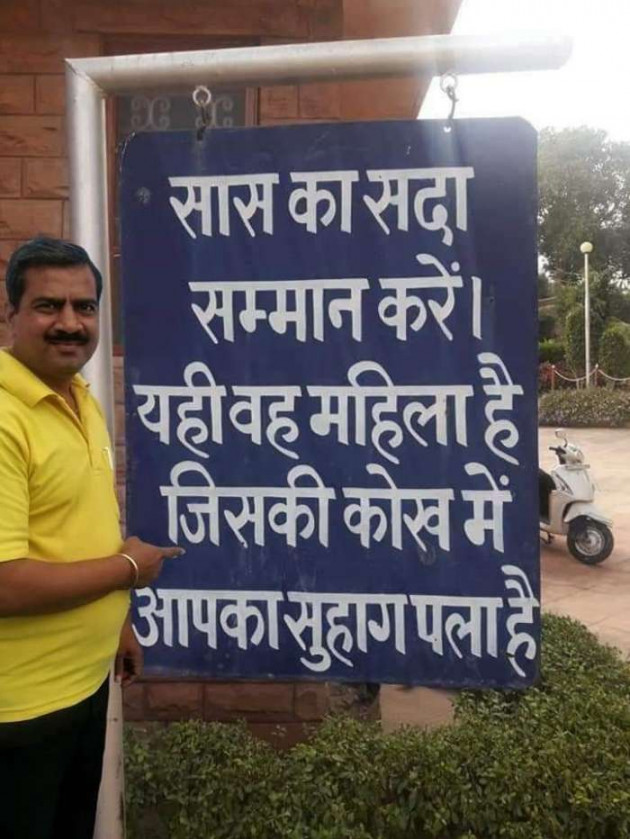 सास का सदा
सम्मान करें।
यही वह महिला है
जिसकी कोख में
आपका सुहाग पला है